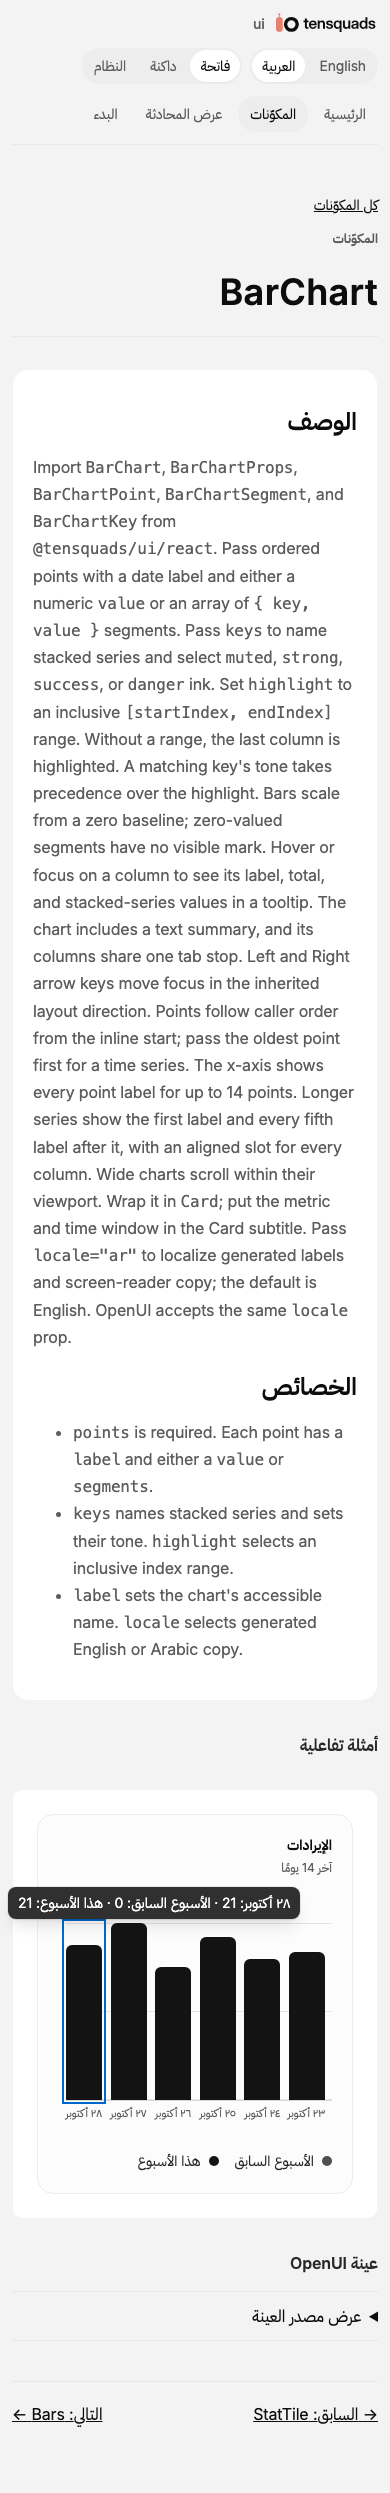 tensquads ui
English العربية فاتحة داكنة النظام
الرئيسية المكوّنات عرض المحادثة البدء
كل المكوّنات
المكوّنات
BarChart
الوصف
Import BarChart, BarChartProps,
BarChartPoint, BarChartSegment, and
BarChartKey from
@tensquads/ui/react. Pass ordered
points with a date label and either a
numeric value or an array of { key,
value } segments. Pass keys to name
stacked series and select muted, strong,
success, or danger ink. Set highlight to
an inclusive [startIndex, endIndex]
range. Without a range, the last column is
highlighted. A matching key's tone takes
precedence over the highlight. Bars scale
from a zero baseline; zero-valued
segments have no visible mark. Hover or
focus on a column to see its label, total,
and stacked-series values in a tooltip. The
chart includes a text summary, and its
columns share one tab stop. Left and Right
arrow keys move focus in the inherited
layout direction. Points follow caller order
from the inline start; pass the oldest point
first for a time series. The x-axis shows
every point label for up to 14 points. Longer
series show the first label and every fifth
label after it, with an aligned slot for every
column. Wide charts scroll within their
viewport. Wrap it in Card; put the metric
and time window in the Card subtitle. Pass
locale="ar" to localize generated labels
and screen-reader copy; the default is
English. OpenUI accepts the same locale
prop.
الخصائص
• points is required. Each point has a
label and either a value or
segments.
• keys names stacked series and sets
their tone. highlight selects an
inclusive index range.
• label sets the chart's accessible
name. locale selects generated
English or Arabic copy.
أمثلة تفاعلية
الإيرادات
آخر 14 يومًا
٢٨ أكتوبر: 21 · الأسبوع السابق: 0 · هذا الأسبوع: 21
٢٣ أكتوبر ٢٤ أكتوبر ٢٥ أكتوبر ٢٦ أكتوبر ٢٧ أكتوبر ٢٨ أكتوبر
الأسبوع السابق هذا الأسبوع
عينة OpenUI
عرض مصدر العينة
→ السابق: StatTile
التالي: Bars ←